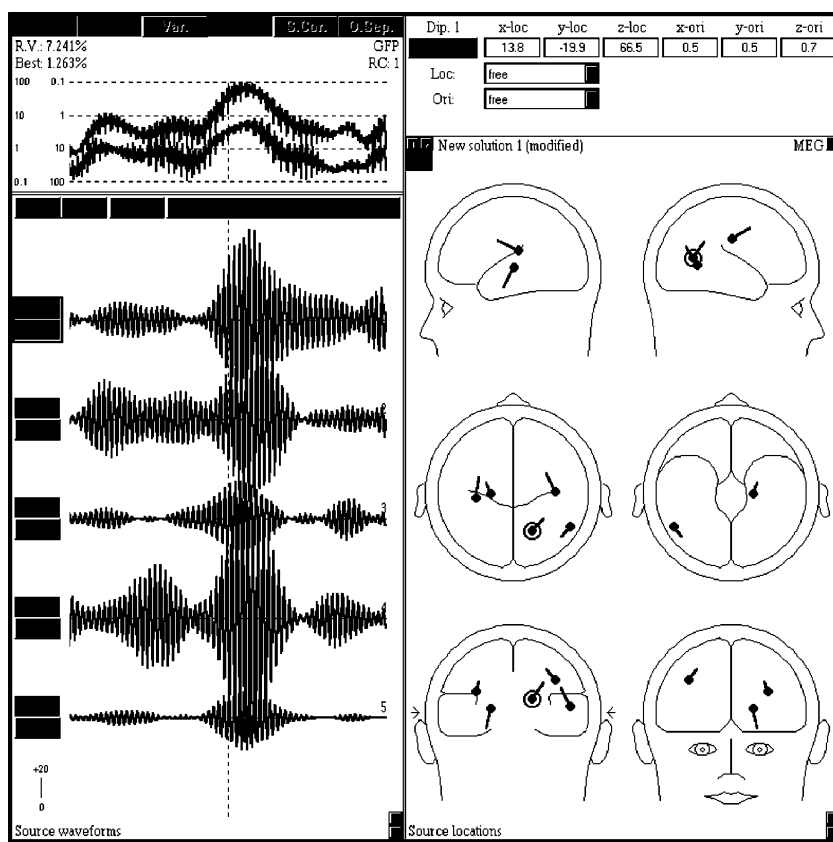 Var. S.Cor. O.Sep.
R.V.: 7.241% GFP
Best: 1.263% RC: 1
100 0.1
10 1
1 10
0.1 100
2
3
4
5
+20
0
Source waveforms
Dip. 1 x-loc y-loc z-loc x-ori y-ori z-ori
13.8 -19.9 66.5 0.5 0.5 0.7
Loc: free
Ori: free
New solution 1 (modified) MEG
Source locations